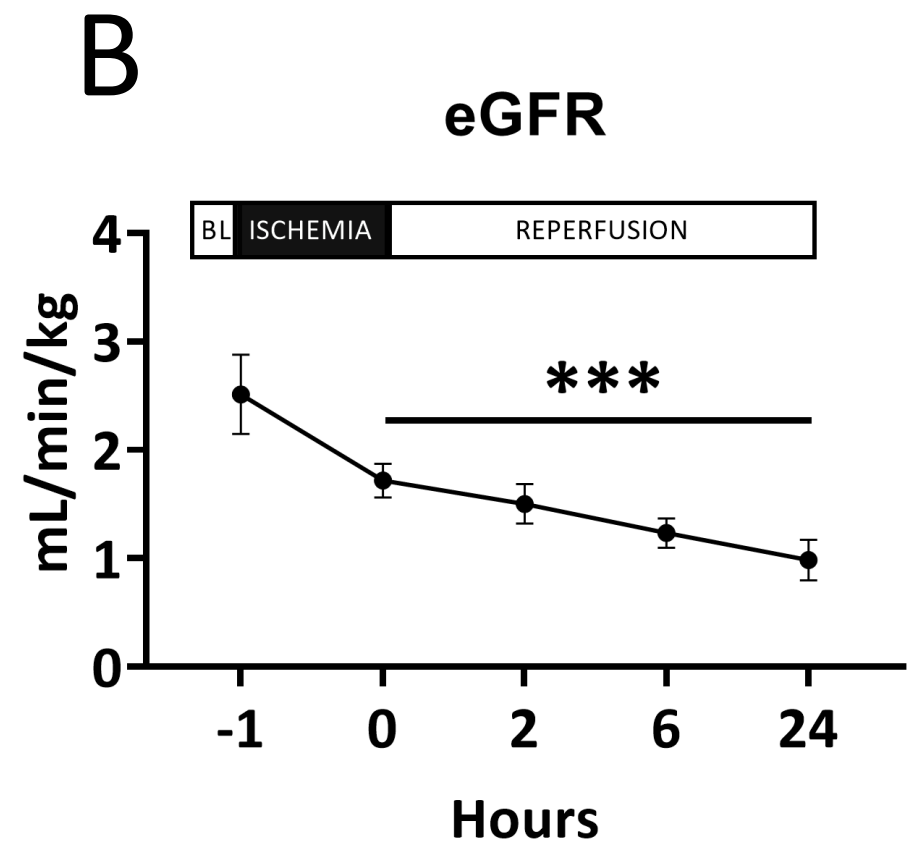 B
eGFR
BL ISCHEMIA REPERFUSION
4
3
2
1
0
mL/min/kg
***
-1 0 2 6 24
Hours